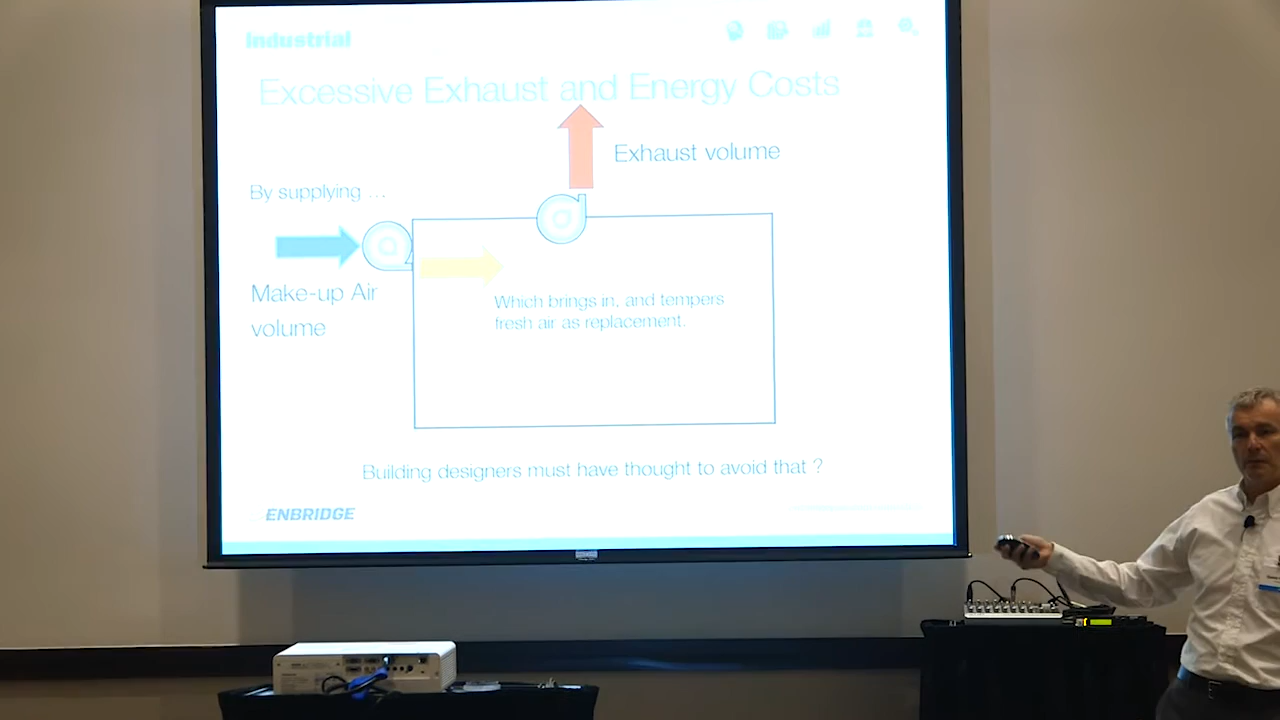 Industrial
Excessive Exhaust and Energy Costs
Exhaust volume
By supplying ...
Make-up Air
volume
Which brings in, and tempers
fresh air as replacement.
Building designers must have thought to avoid that ?
ENBRIDGE